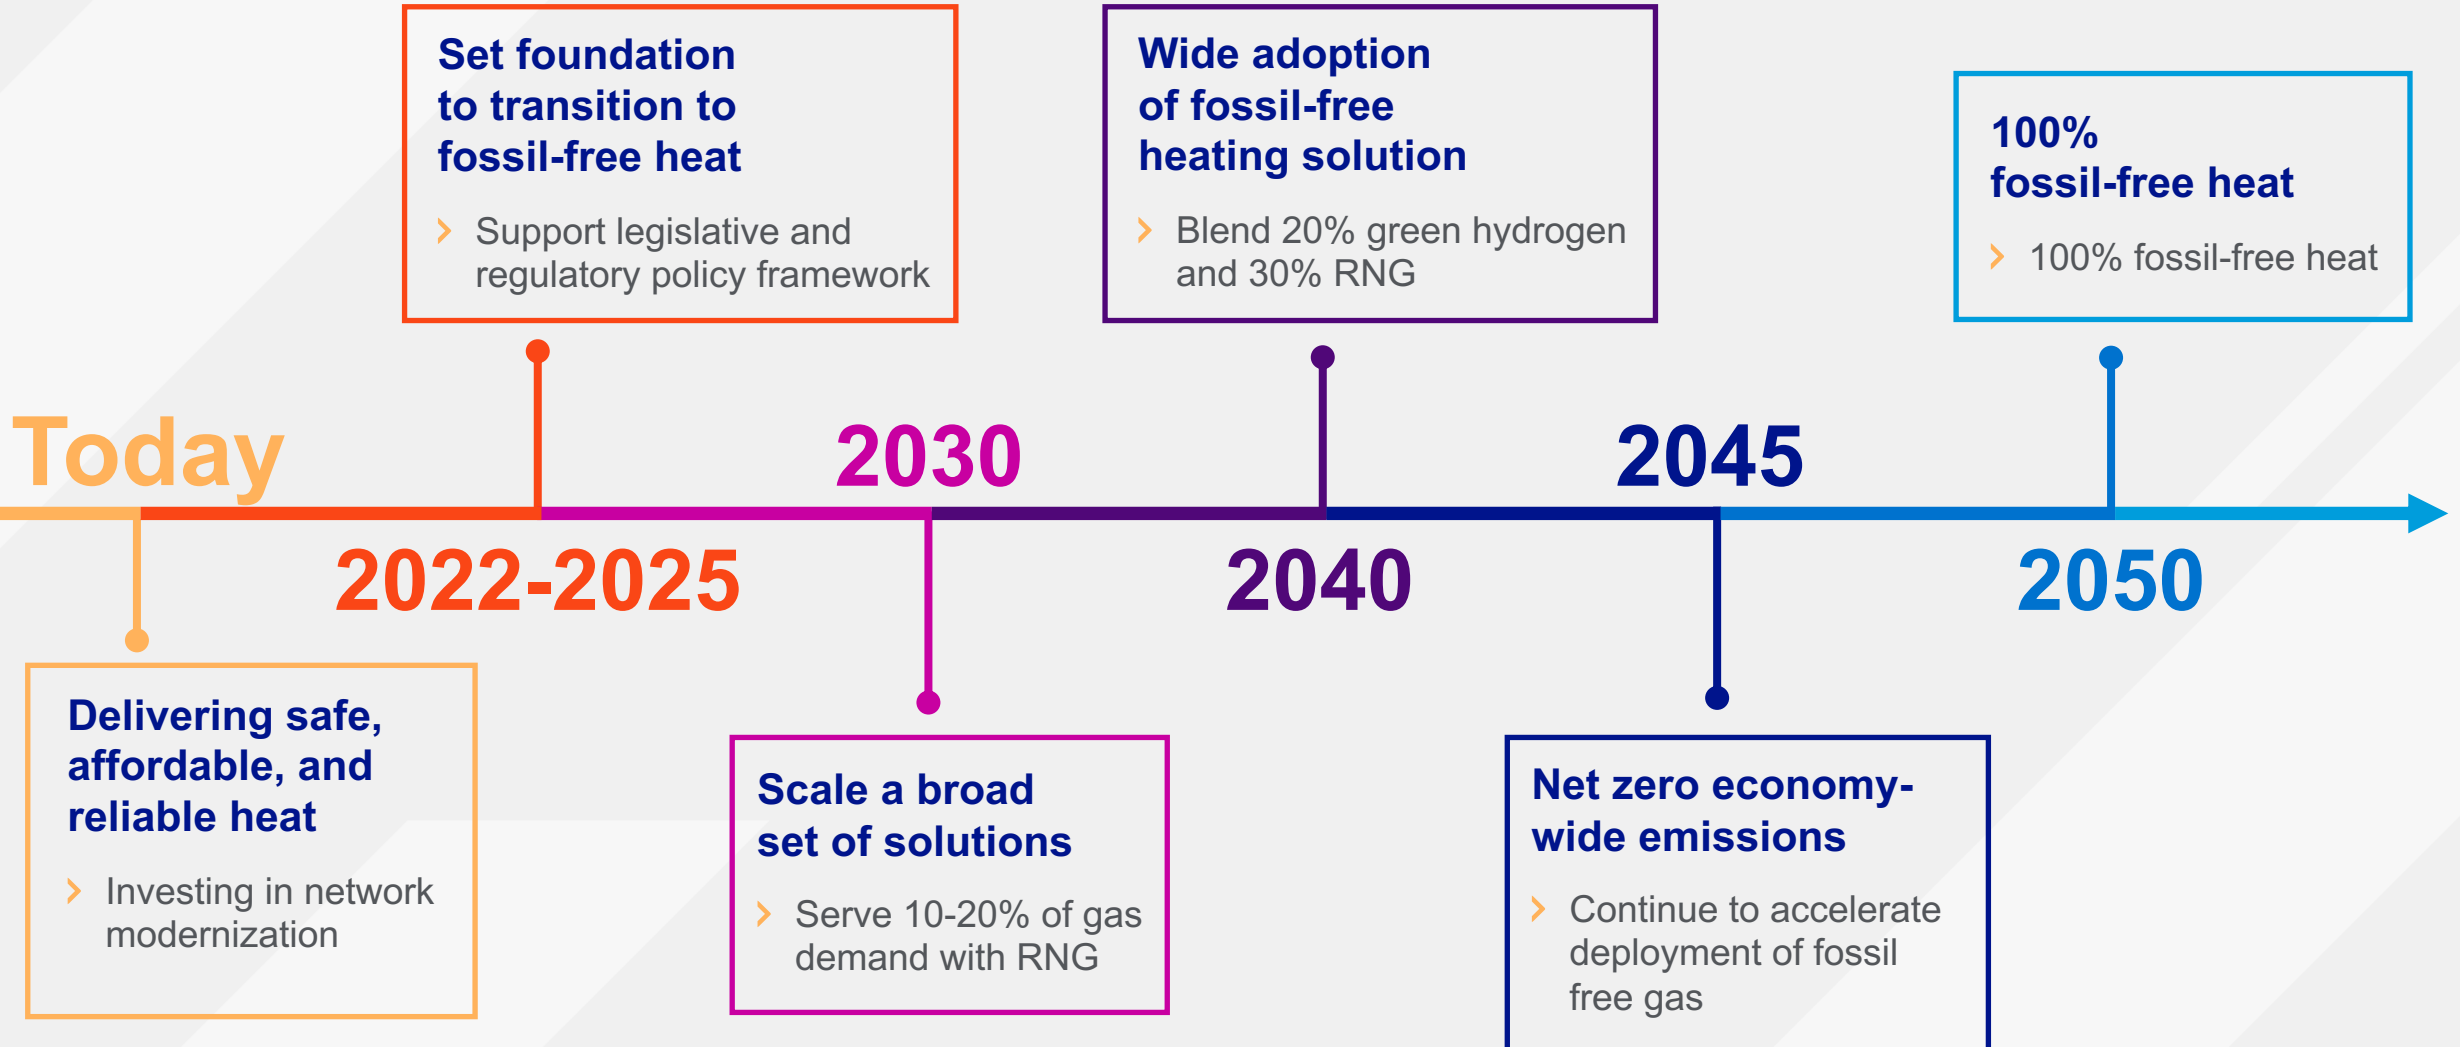 Set foundation
to transition to
fossil-free heat
Support legislative and
regulatory policy framework
Wide adoption
of fossil-free
heating solution
Blend 20% green hydrogen
and 30% RNG
100%
fossil-free heat
100% fossil-free heat
Today
2030
2045
2022-2025
2040
2050
Delivering safe,
affordable, and
reliable heat
Investing in network
modernization
Scale a broad
set of solutions
Serve 10-20% of gas
demand with RNG
Net zero economy-
wide emissions
Continue to accelerate
deployment of fossil
free gas